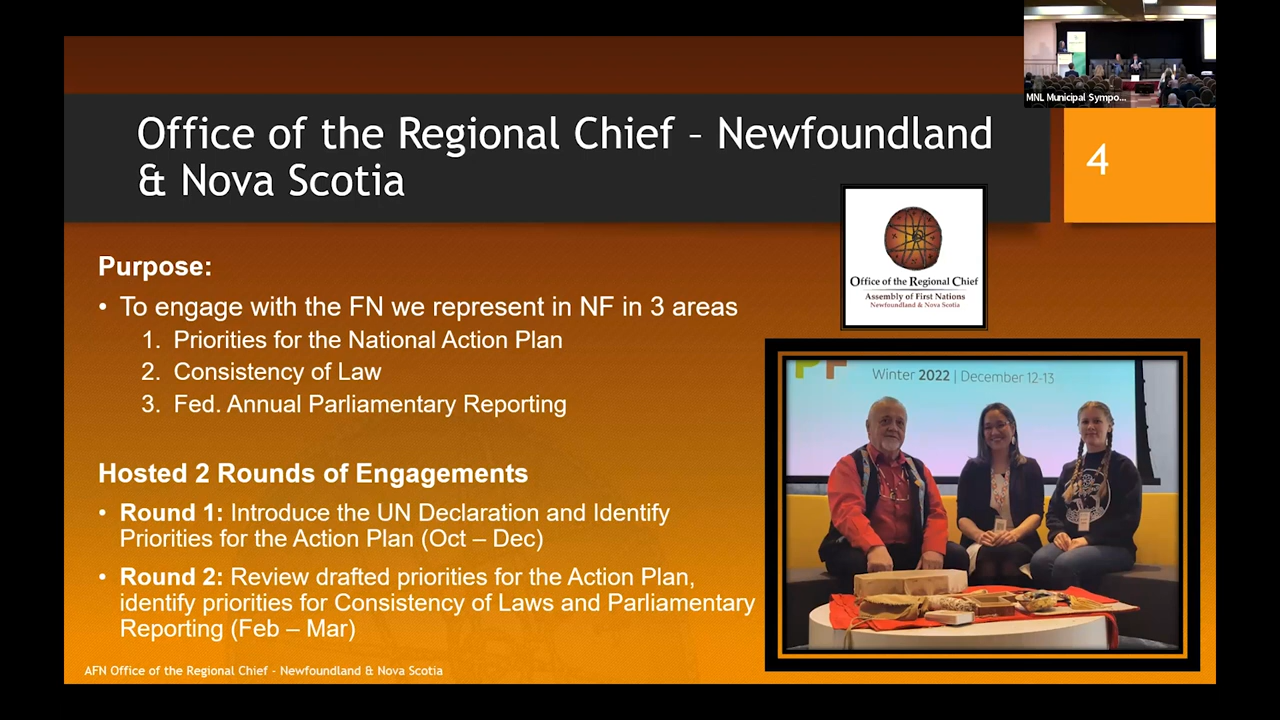 MNL Municipal Sympo...
Office of the Regional Chief – Newfoundland
& Nova Scotia
4
Office of the Regional Chief
Assembly of First Nations
Newfoundland & Nova Scotia
Purpose:
• To engage with the FN we represent in NF in 3 areas
1. Priorities for the National Action Plan
2. Consistency of Law
3. Fed. Annual Parliamentary Reporting
Winter 2022 | December 12-13
Hosted 2 Rounds of Engagements
• Round 1: Introduce the UN Declaration and Identify
Priorities for the Action Plan (Oct – Dec)
• Round 2: Review drafted priorities for the Action Plan,
identify priorities for Consistency of Laws and Parliamentary
Reporting (Feb – Mar)
AFN Office of the Regional Chief - Newfoundland & Nova Scotia